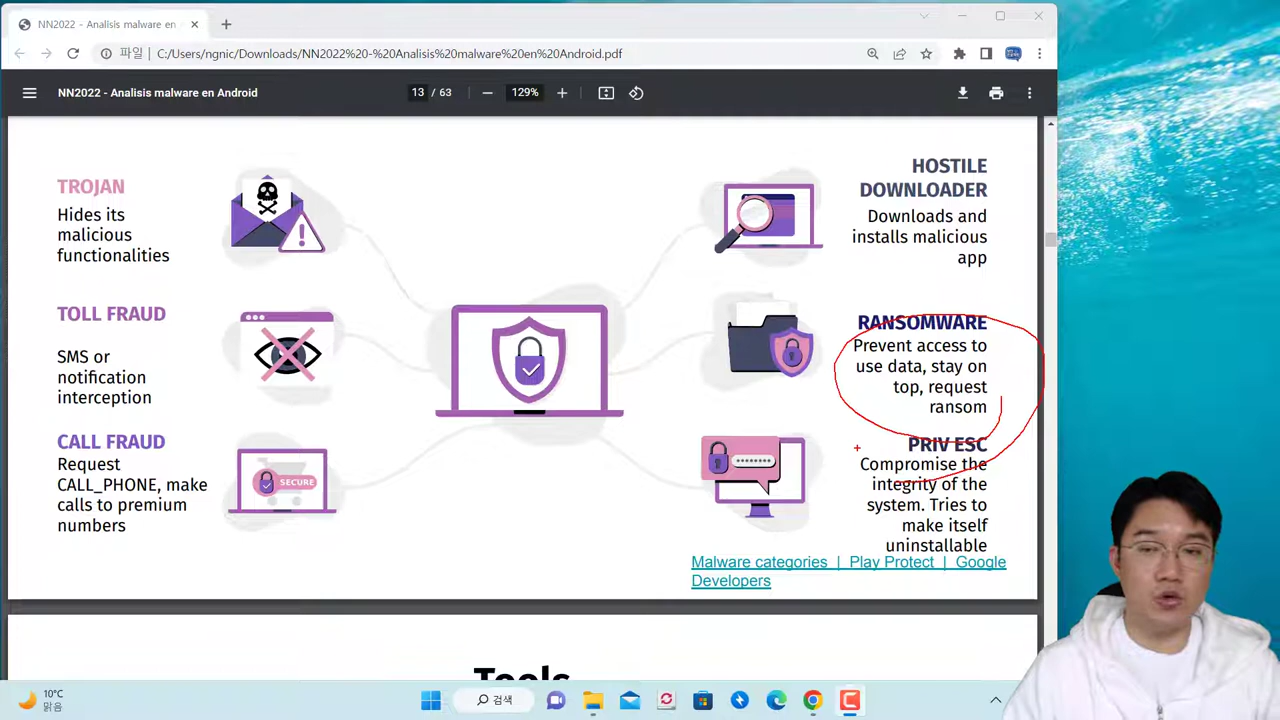 NN2022 - Analisis malware en
파일
C:/Users/ngnic/Downloads/NN2022%20-%20Analisis%20malware%20en%20Android.pdf
NN2022 - Analisis malware en Android
13 / 63
129%
TROJAN
Hides its
malicious
functionalities
TOLL FRAUD
SMS or
notification
interception
CALL FRAUD
Request
CALL_PHONE, make
calls to premium
numbers
SECURE
HOSTILE
DOWNLOADER
Downloads and
installs malicious
app
RANSOMWARE
Prevent access to
use data, stay on
top, request
ransom
PRIV ESC
Compromise the
integrity of the
system. Tries to
make itself
uninstallable
Malware categories | Play Protect | Google
Developers
Tools
10°C
맑음
검색